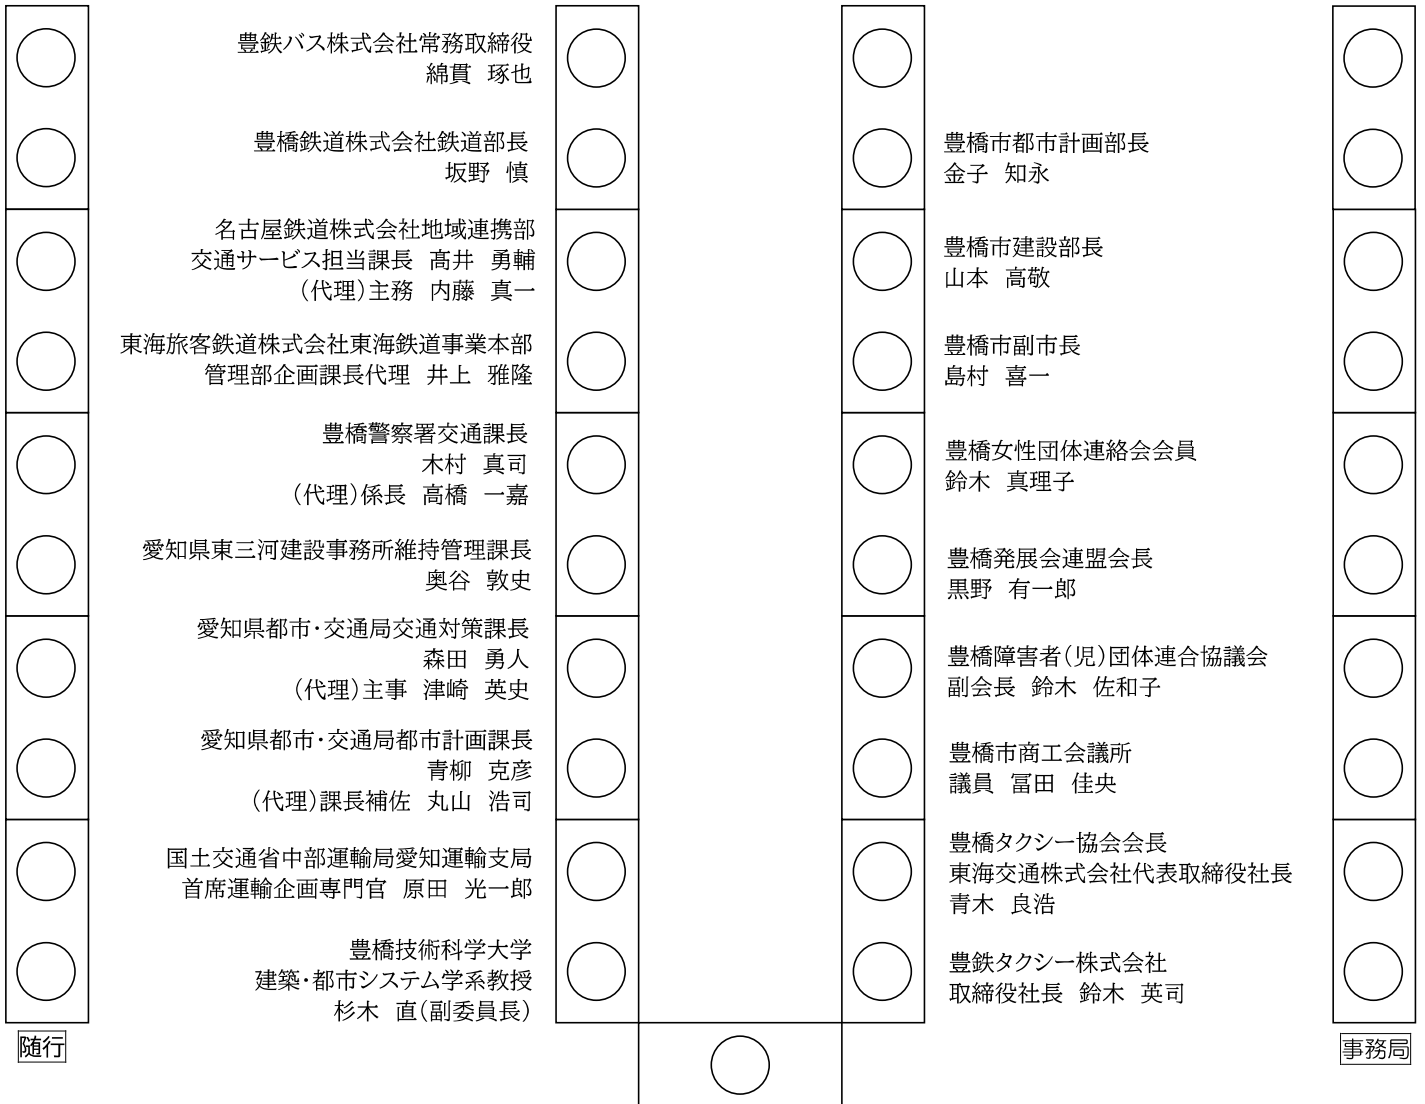 豊鉄バス株式会社常務取締役
綿貫 琢也
豊橋鉄道株式会社鉄道部長
坂野 慎
名古屋鉄道株式会社地域連携部
交通サービス担当課長 髙井 勇輔
(代理)主務 内藤 真一
東海旅客鉄道株式会社東海鉄道事業本部
管理部企画課長代理 井上 雅隆
豊橋警察署交通課長
木村 真司
(代理)係長 高橋 一嘉
愛知県東三河建設事務所維持管理課長
奥谷 敦史
愛知県都市・交通局交通対策課長
森田 勇人
(代理)主事 津崎 英史
愛知県都市・交通局都市計画課長
青柳 克彦
(代理)課長補佐 丸山 浩司
国土交通省中部運輸局愛知運輸支局
首席運輸企画専門官 原田 光一郎
豊橋技術科学大学
建築・都市システム学系教授
杉木 直(副委員長)
随行
豊橋市都市計画部長
金子 知永
豊橋市建設部長
山本 高敬
豊橋市副市長
島村 喜一
豊橋女性団体連絡会会員
鈴木 真理子
豊橋発展会連盟会長
黒野 有一郎
豊橋障害者(児)団体連合協議会
副会長 鈴木 佐和子
豊橋市商工会議所
議員 冨田 佳央
豊橋タクシー協会会長
東海交通株式会社代表取締役社長
青木 良浩
豊鉄タクシー株式会社
取締役社長 鈴木 英司
事務局